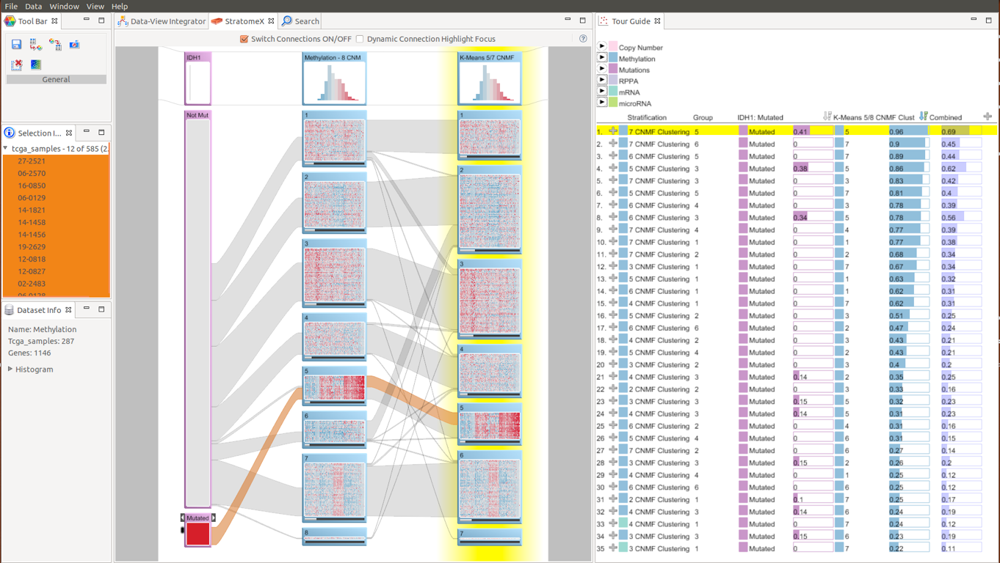 File Data Window View Help
Tool Bar
General
Selection I...
tcga_samples - 12 of 585 (2.
27-2521
06-2570
16-0850
06-0129
14-1821
14-1458
14-1456
19-2629
12-0818
12-0827
02-2483
06-0128
Dataset Info
Name: Methylation
Tcga_samples: 287
Genes: 1146
Histogram
Data-View Integrator StratomeX Search
Switch Connections ON/OFF Dynamic Connection Highlight Focus
IDH1
Not Mut
Mutated
Methylation - 8 CNM
1
2
3
4
5
6
7
8
K-Means 5/7 CNMF
1
2
3
4
5
6
7
Tour Guide
Copy Number
Methylation
Mutations
RPPA
mRNA
microRNA
Stratification Group IDH1: Mutated K-Means 5/8 CNMF Clust Combined
1. 7 CNMF Clustering 5 Mutated 0.41 5 0.96 0.69
2. 7 CNMF Clustering 6 Mutated 0 7 0.9 0.45
3. 6 CNMF Clustering 5 Mutated 0 6 0.89 0.44
4. 5 CNMF Clustering 3 Mutated 0.38 5 0.86 0.62
5. 7 CNMF Clustering 3 Mutated 0 3 0.83 0.42
6. 5 CNMF Clustering 5 Mutated 0 7 0.81 0.4
7. 6 CNMF Clustering 4 Mutated 0 3 0.78 0.39
8. 6 CNMF Clustering 3 Mutated 0.34 5 0.78 0.56
9. 7 CNMF Clustering 4 Mutated 0 4 0.77 0.39
10. 7 CNMF Clustering 1 Mutated 0 1 0.77 0.38
11. 7 CNMF Clustering 2 Mutated 0 2 0.68 0.34
12. 3 CNMF Clustering 1 Mutated 0 7 0.67 0.34
13. 5 CNMF Clustering 1 Mutated 0 1 0.63 0.32
14. 6 CNMF Clustering 1 Mutated 0 1 0.62 0.31
15. 4 CNMF Clustering 1 Mutated 0 7 0.62 0.31
16. 5 CNMF Clustering 2 Mutated 0 3 0.51 0.25
17. 6 CNMF Clustering 6 Mutated 0 2 0.47 0.24
18. 4 CNMF Clustering 2 Mutated 0 3 0.43 0.21
19. 5 CNMF Clustering 4 Mutated 0 2 0.43 0.21
20 3 CNMF Clustering 2 Mutated 0 3 0.4 0.2
21 4 CNMF Clustering 3 Mutated 0.14 2 0.35 0.25
22 2 CNMF Clustering 2 Mutated 0 3 0.33 0.16
23 3 CNMF Clustering 3 Mutated 0.15 5 0.32 0.23
24 4 CNMF Clustering 3 Mutated 0.14 5 0.31 0.23
25 6 CNMF Clustering 2 Mutated 0 4 0.31 0.16
26 5 CNMF Clustering 4 Mutated 0 6 0.31 0.15
27 7 CNMF Clustering 2 Mutated 0 6 0.27 0.14
28 3 CNMF Clustering 3 Mutated 0.15 2 0.26 0.2
29 4 CNMF Clustering 4 Mutated 0 1 0.25 0.12
30 6 CNMF Clustering 6 Mutated 0 6 0.25 0.12
31 2 CNMF Clustering 1 Mutated 0.1 7 0.25 0.17
32 4 CNMF Clustering 3 Mutated 0.14 6 0.24 0.19
33 4 CNMF Clustering 1 Mutated 0 7 0.24 0.12
34 3 CNMF Clustering 3 Mutated 0.15 6 0.23 0.19
35 3 CNMF Clustering 1 Mutated 0 7 0.22 0.11